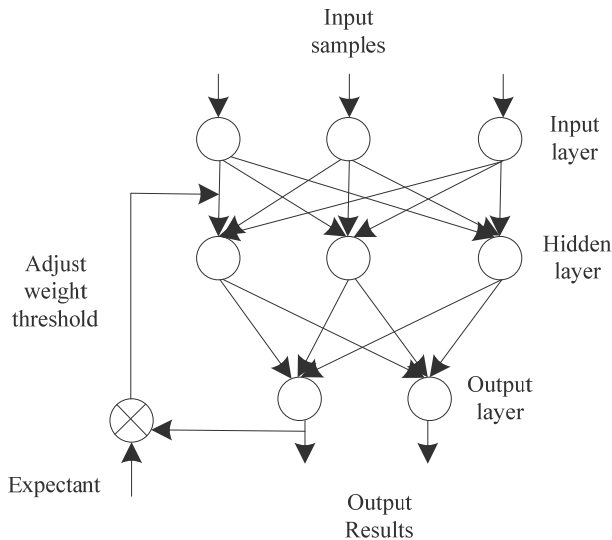 Input
samples
Input
layer
Hidden
layer
Adjust
weight
threshold
Output
layer
Expectant
Output
Results